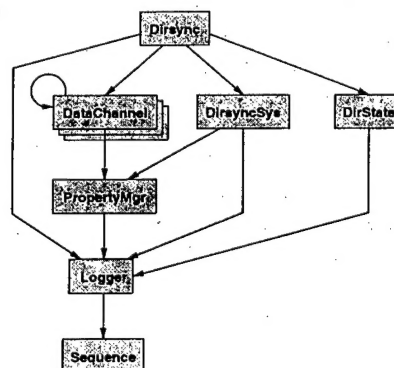 Dirsync
DataChannel
DirsyncSys
DirState
PropertyMgr
Logger
Sequence